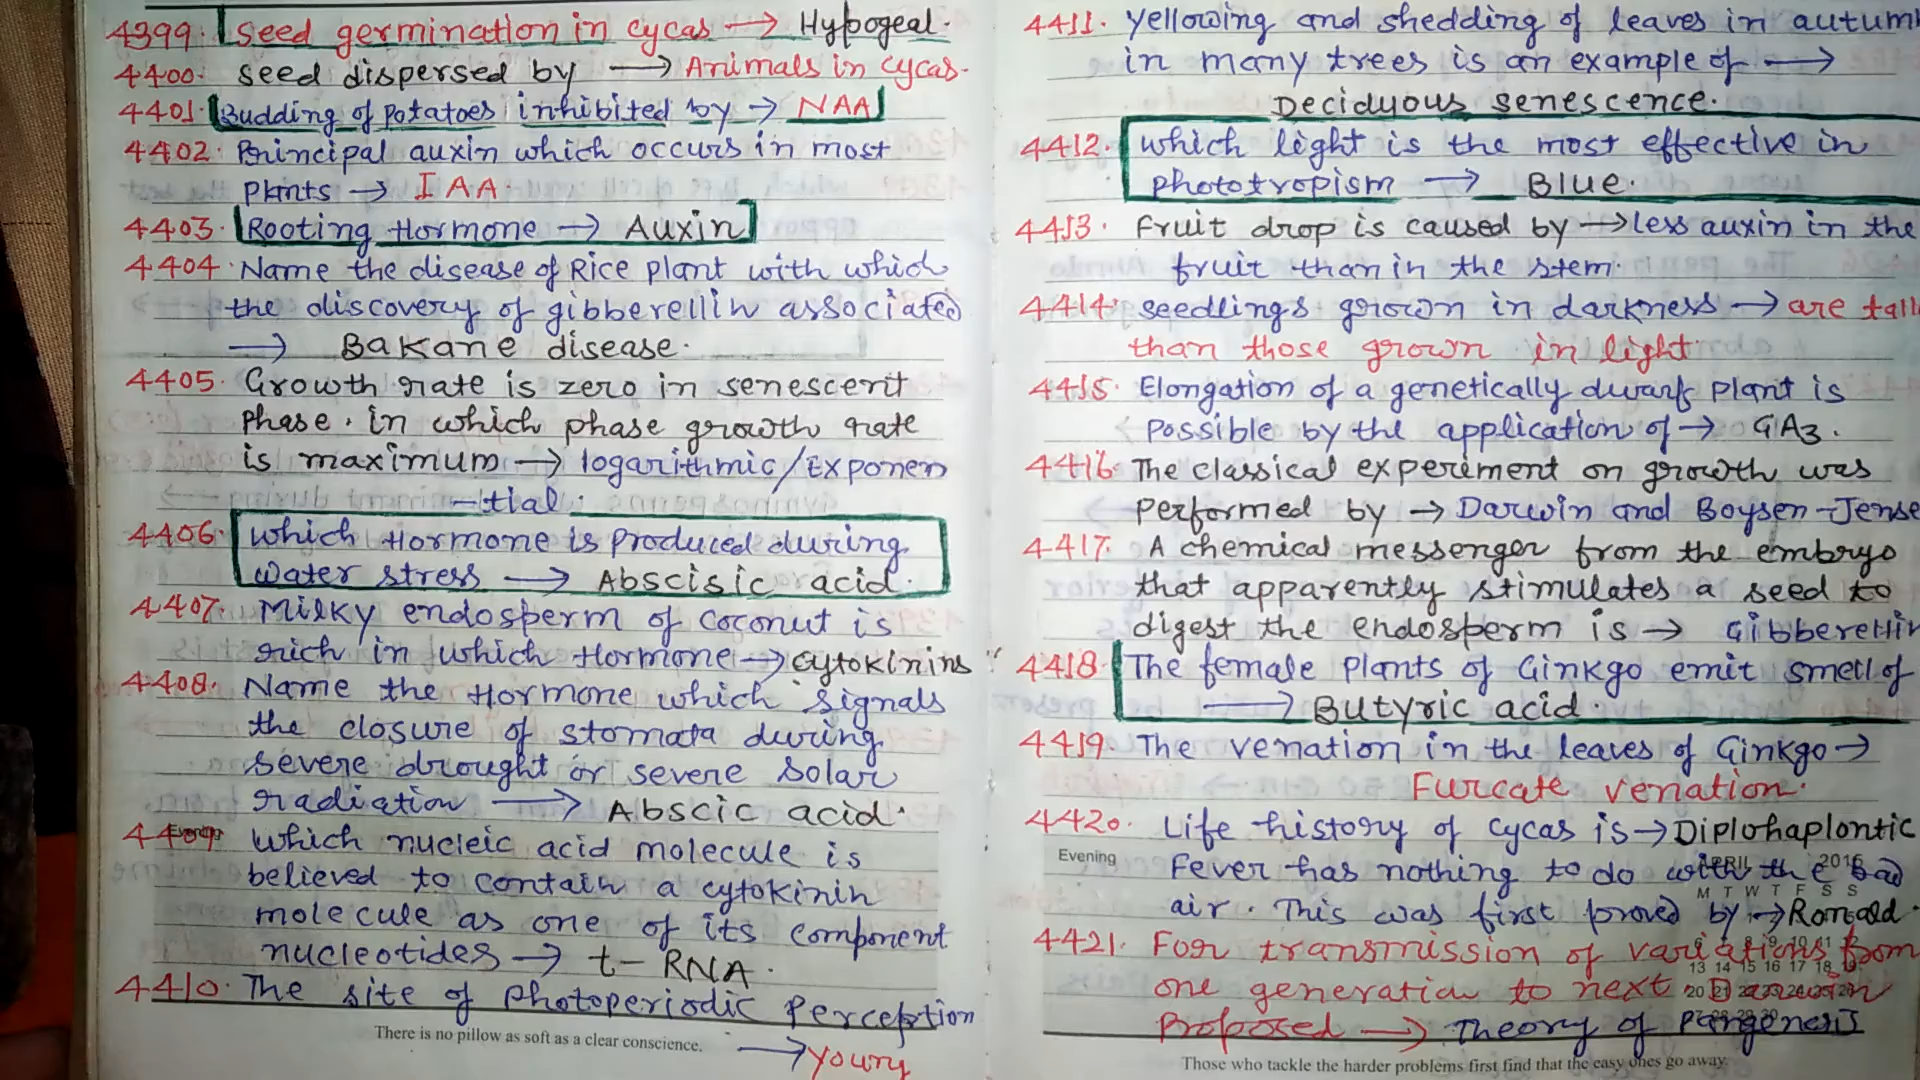 4399. Seed germination in cycas → Hypogeal.
4400. Seed dispersed by → Animals in cycas.
4401. Budding of potatoes inhibited by → NAA
4402. Principal auxin which occurs in most
Plants → IAA.
4403. Rooting Hormone → Auxin
4404. Name the disease of Rice plant with which
the discovery of gibberellin associated
→ Bakane disease.
4405. Growth rate is zero in senescent
Phase. in which phase growth rate
is maximum → logarithmic/Exponen
-tial.
4406. which Hormone is produced during
water stress → Abscisic acid.
4407. Milky endosperm of coconut is
rich in which Hormone → cytokinins
4408. Name the Hormone which signals
the closure of stomata during
severe drought or severe solar
radiation → Abscic acid.
4409 which nucleic acid molecule is
believed to contain a cytokinin
molecule as one of its component
nucleotides → t-RNA.
4410. The site of photoperiodic perception
There is no pillow as soft as a clear conscience.
→ young
4411. Yellowing and shedding of leaves in autumn
in many trees is an example of →
Deciduous senescence.
4412. which light is the most effective in
phototropism → Blue.
4413. Fruit drop is caused by → less auxin in the
fruit than in the stem.
4414. seedlings grown in darkness → are tall
than those grown in light
4415. Elongation of a genetically dwarf plant is
possible by the application of → GA3.
4416. The classical experiment on growth was
performed by → Darwin and Boysen-Jense
4417. A chemical messenger from the embryo
that apparently stimulates a seed to
digest the endosperm is → Gibberellin
4418. The female plants of Ginkgo emit smell of
→ Butyric acid.
4419. The venation in the leaves of Ginkgo →
Furcate venation.
4420. Life history of cycas is → Diplohaplontic
Evening
Fever has nothing to do with the bad
APRIL 2016
M T W T F S S
air. This was first proved by → Ronald.
4421. For transmission of variations from
13 14 15 16 17 18 19
one generation to next
Proposed → Theory of Pangenesis
Those who tackle the harder problems first find that the easy ones go away.